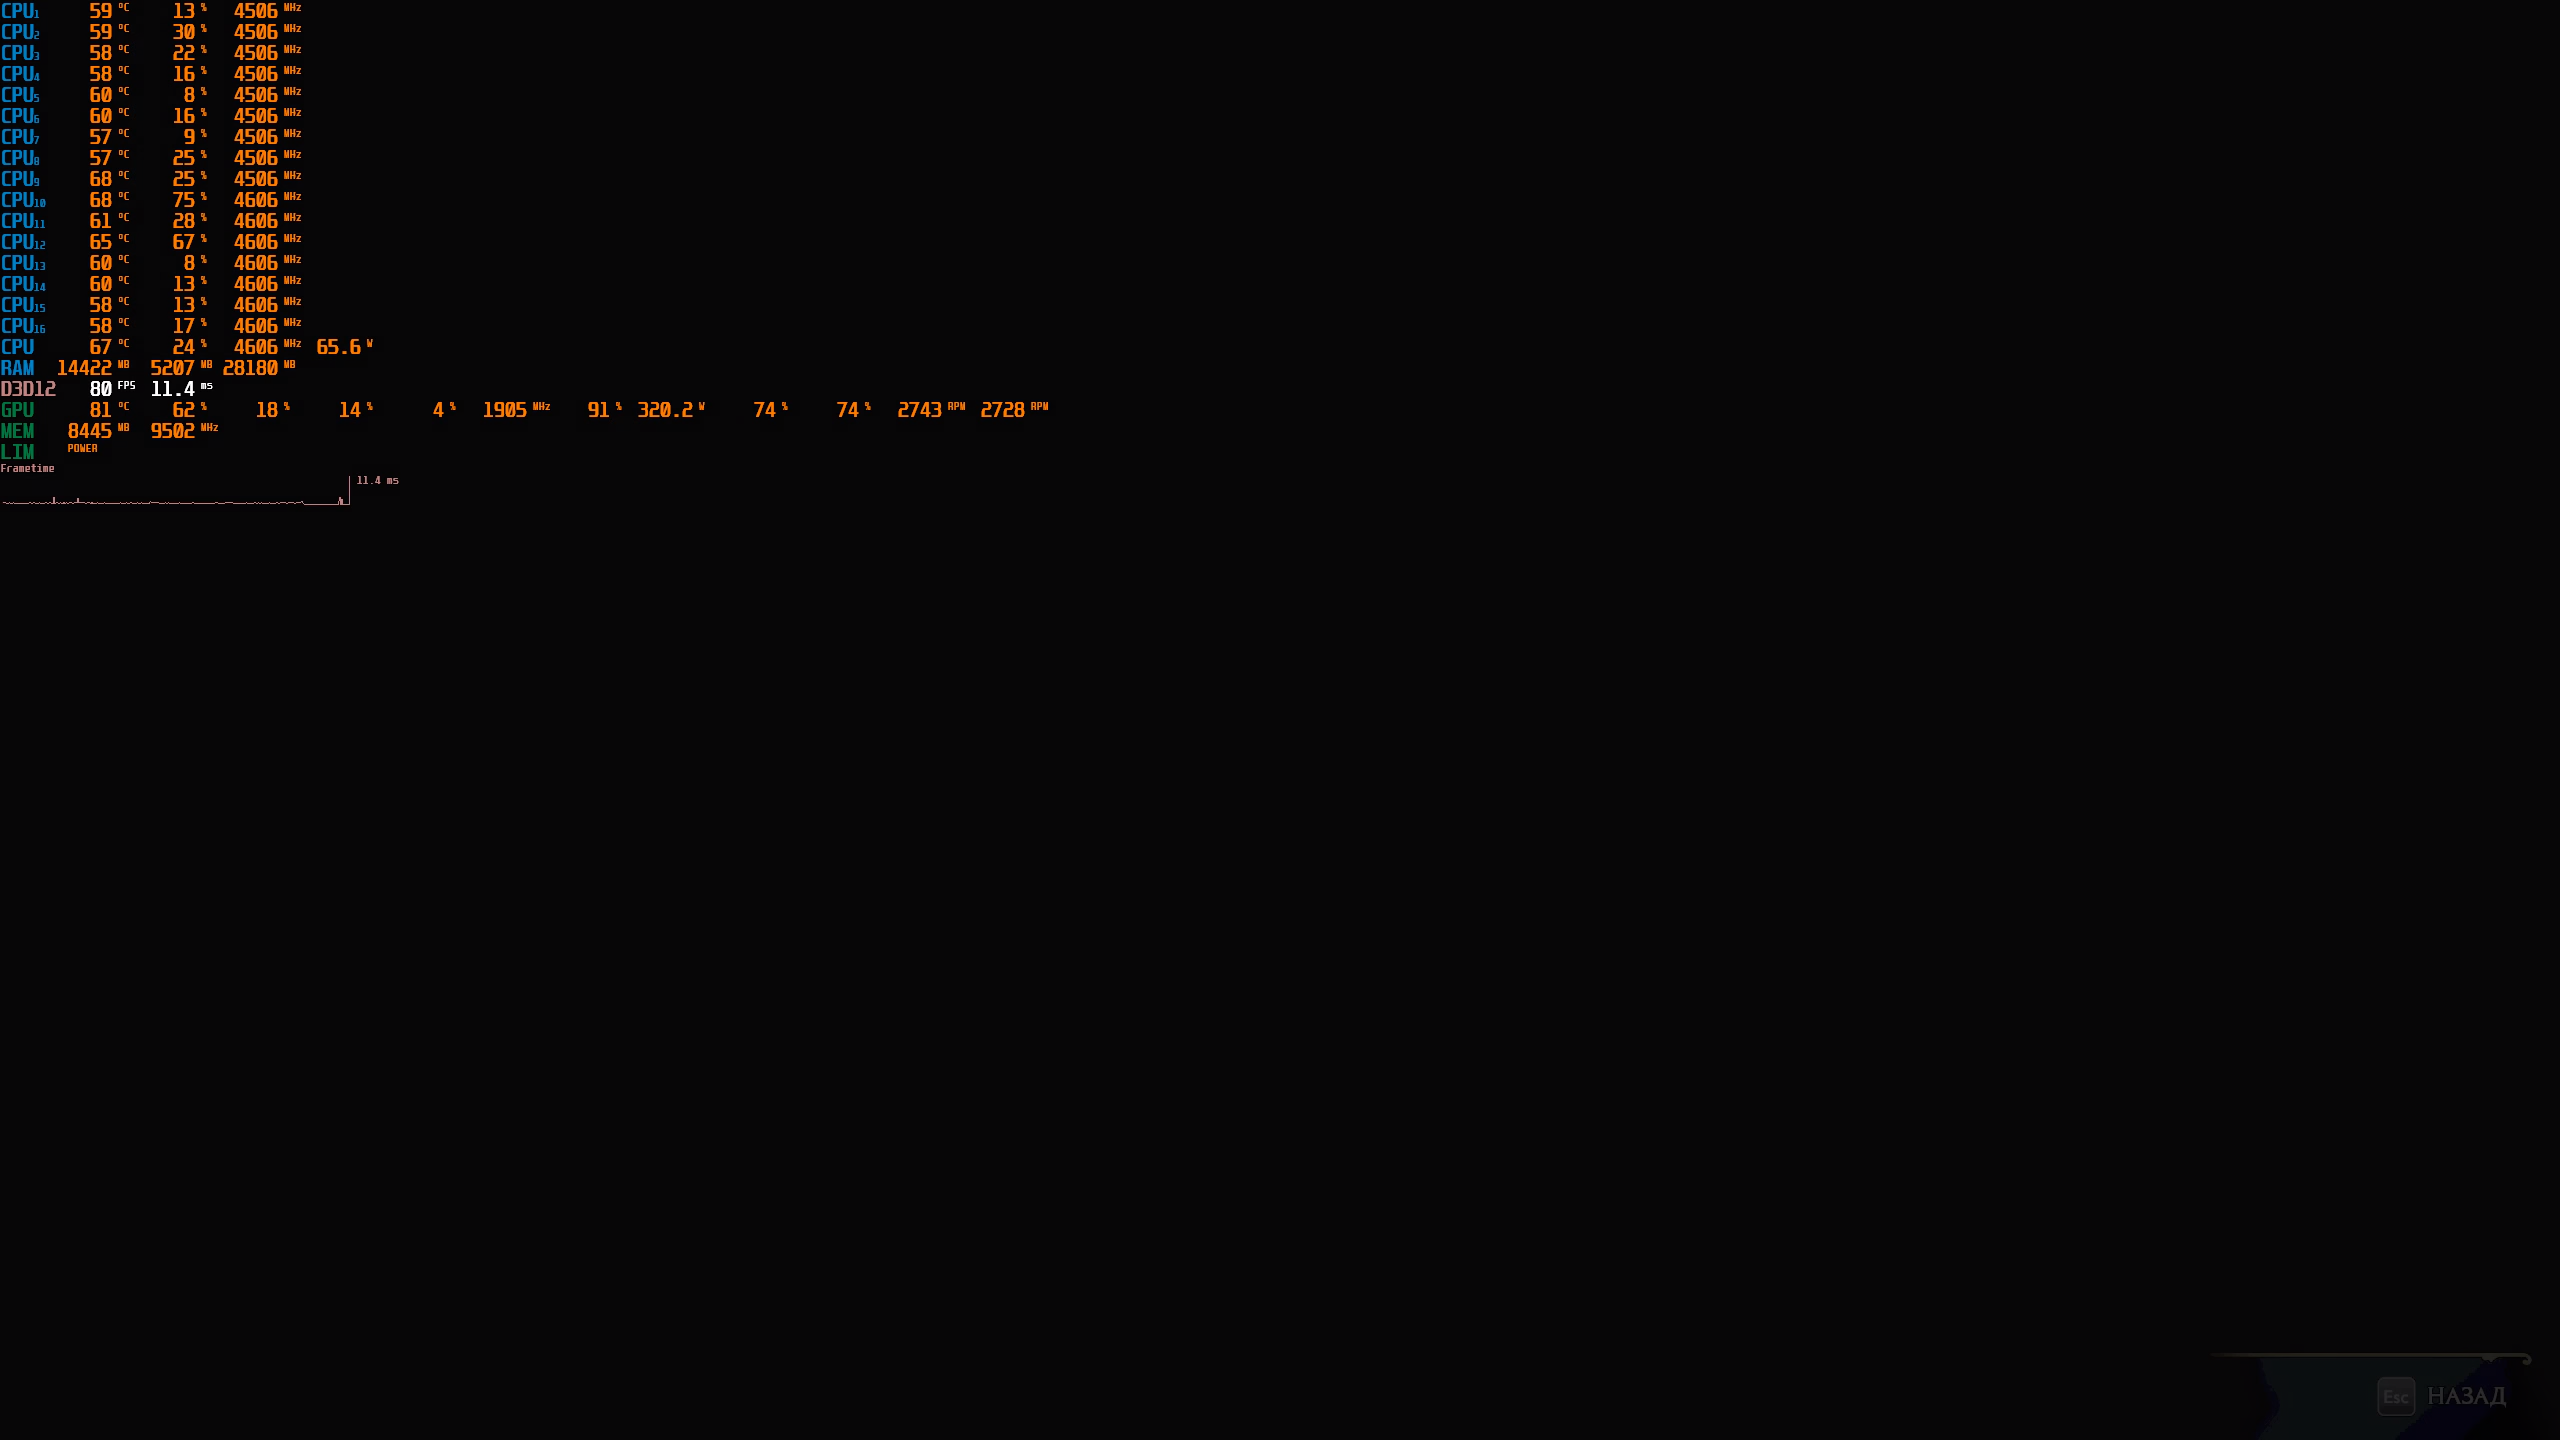 CPU1 59 °C 13 % 4506 MHz
CPU2 59 °C 30 % 4506 MHz
CPU3 58 °C 22 % 4506 MHz
CPU4 58 °C 16 % 4506 MHz
CPU5 60 °C 8 % 4506 MHz
CPU6 60 °C 16 % 4506 MHz
CPU7 57 °C 9 % 4506 MHz
CPU8 57 °C 25 % 4506 MHz
CPU9 68 °C 25 % 4506 MHz
CPU10 68 °C 75 % 4606 MHz
CPU11 61 °C 28 % 4606 MHz
CPU12 65 °C 67 % 4606 MHz
CPU13 60 °C 8 % 4606 MHz
CPU14 60 °C 13 % 4606 MHz
CPU15 58 °C 13 % 4606 MHz
CPU16 58 °C 17 % 4606 MHz
CPU 67 °C 24 % 4606 MHz 65.6 W
RAM 14422 MB 5207 MB 28180 MB
D3D12 80 FPS 11.4 ms
GPU 81 °C 62 % 18 % 14 % 4 % 1905 MHz 91 % 320.2 W 74 % 74 % 2743 RPM 2728 RPM
MEM 8445 MB 9502 MHz
LIM POWER
Frametime
11.4 ms
Esc НАЗАД